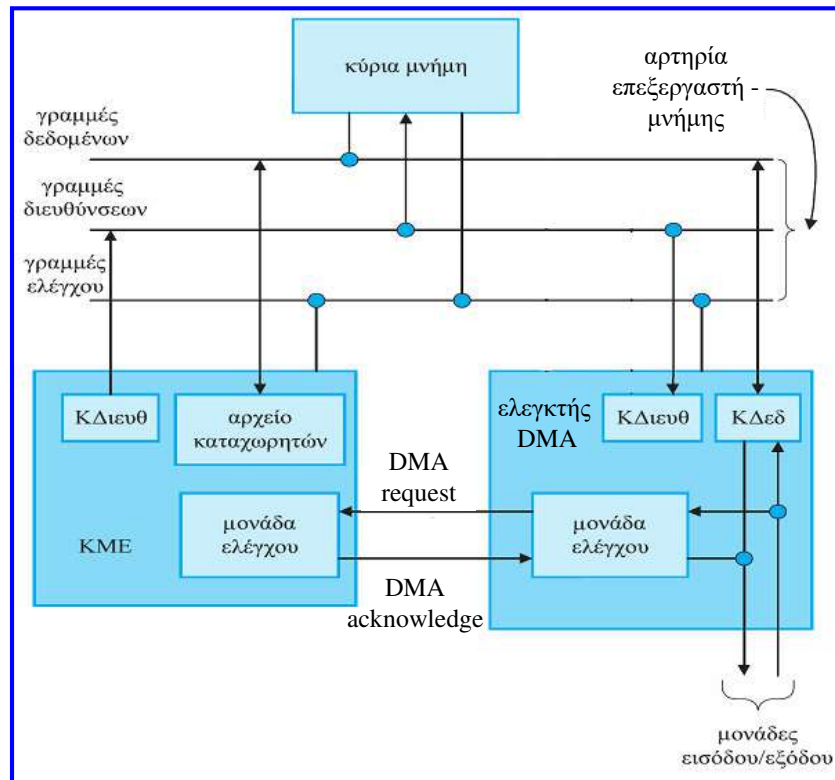 κύρια μνήμη
αρτηρία
επεξεργαστή -
μνήμης
γραμμές
δεδομένων
γραμμές
διευθύνσεων
γραμμές
ελέγχου
ΚΔιευθ
αρχείο
καταχωρητών
ελεγκτής
DMA
ΚΔιευθ
ΚΔεδ
DMA
request
ΚΜΕ
μονάδα
ελέγχου
μονάδα
ελέγχου
DMA
acknowledge
μονάδες
εισόδου/εξόδου